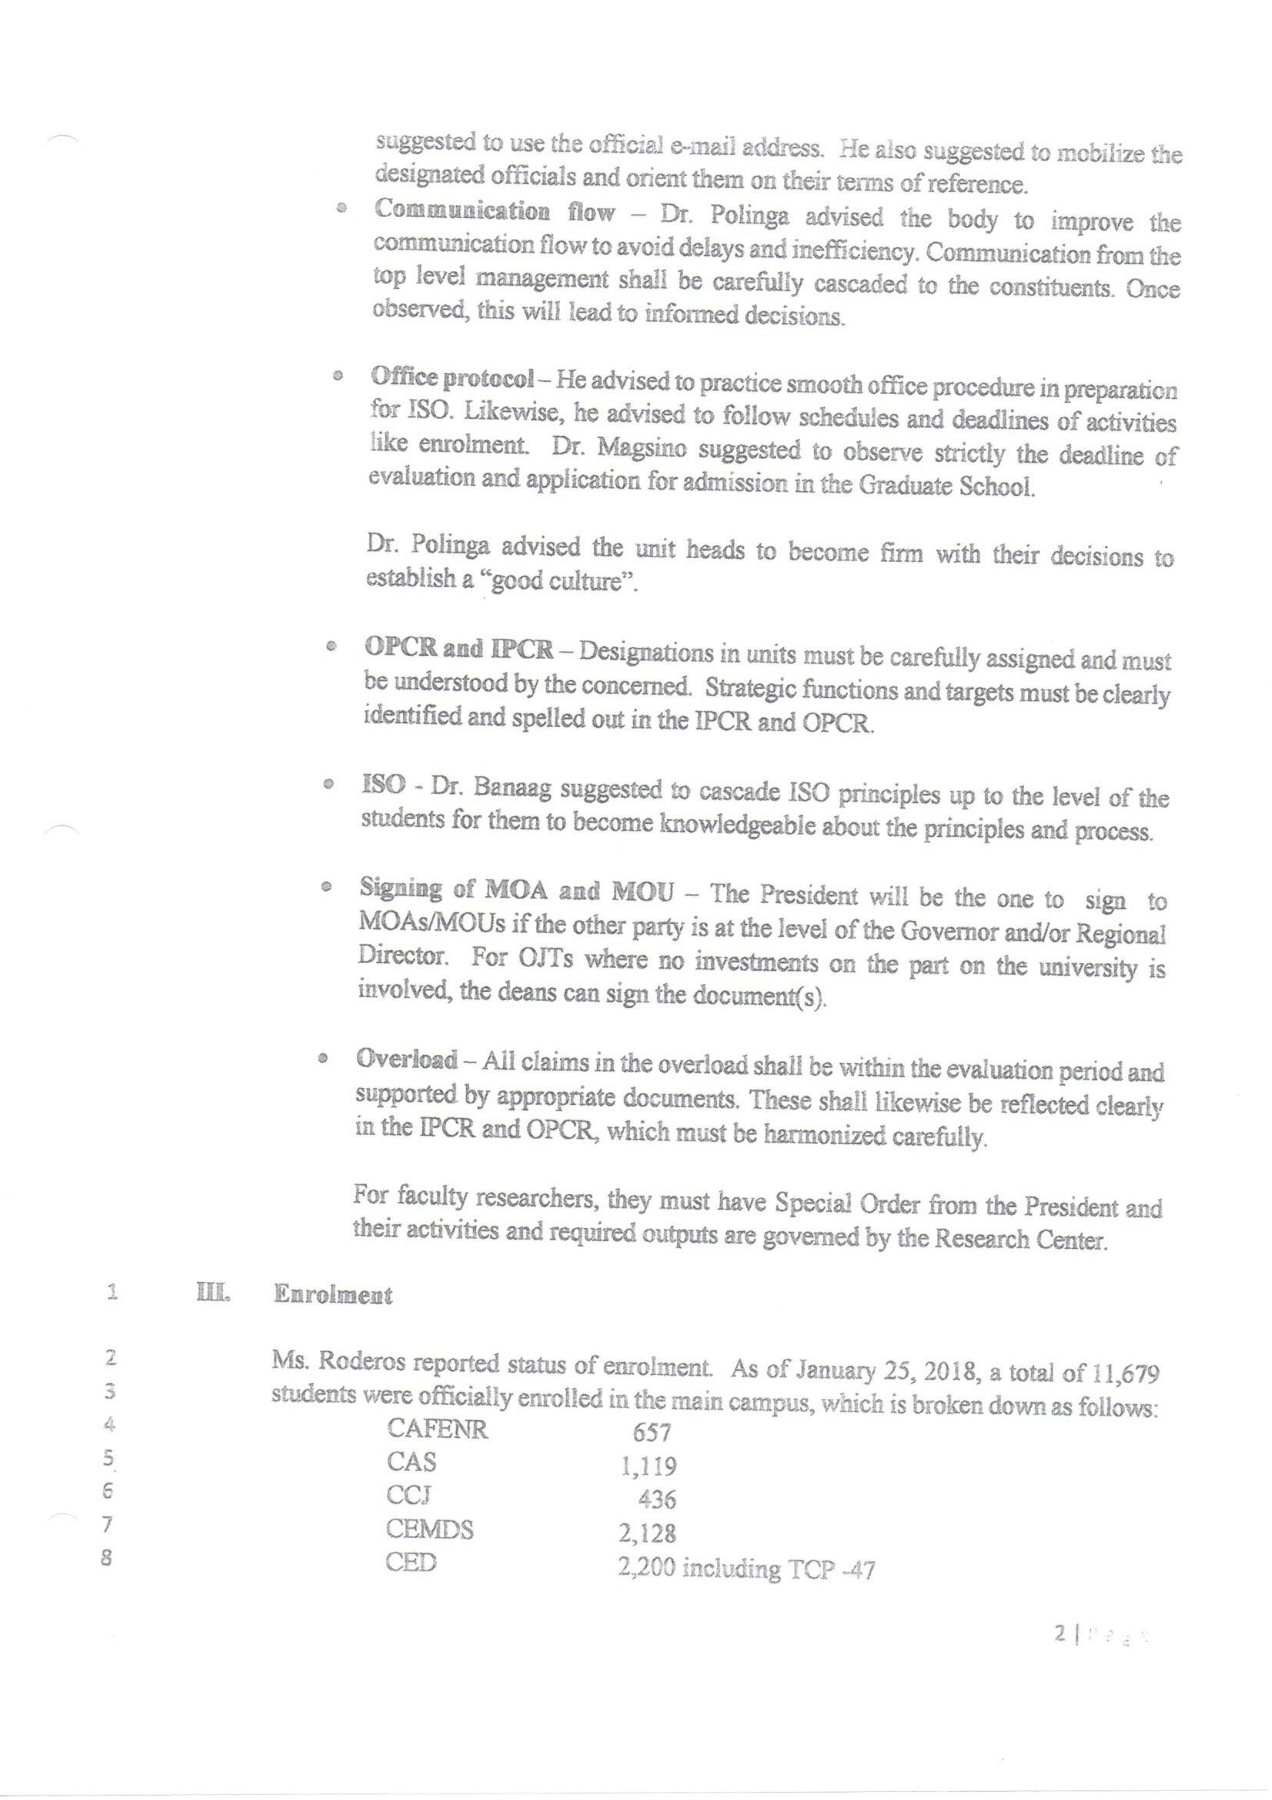 suggested to use the official e-mail address. He also suggested to mobilize the
designated officials and orient them on their terms of reference.
• Communication flow – Dr. Polinga advised the body to improve the
communication flow to avoid delays and inefficiency. Communication from the
top level management shall be carefully cascaded to the constituents. Once
observed, this will lead to informed decisions.
• Office protocol – He advised to practice smooth office procedure in preparation
for ISO. Likewise, he advised to follow schedules and deadlines of activities
like enrolment. Dr. Magsino suggested to observe strictly the deadline of
evaluation and application for admission in the Graduate School.
Dr. Polinga advised the unit heads to become firm with their decisions to
establish a “good culture”.
• OPCR and IPCR – Designations in units must be carefully assigned and must
be understood by the concerned. Strategic functions and targets must be clearly
identified and spelled out in the IPCR and OPCR.
• ISO - Dr. Banaag suggested to cascade ISO principles up to the level of the
students for them to become knowledgeable about the principles and process.
• Signing of MOA and MOU – The President will be the one to sign to
MOAs/MOUs if the other party is at the level of the Governor and/or Regional
Director. For OJTs where no investments on the part on the university is
involved, the deans can sign the document(s).
• Overload – All claims in the overload shall be within the evaluation period and
supported by appropriate documents. These shall likewise be reflected clearly
in the IPCR and OPCR, which must be harmonized carefully.
For faculty researchers, they must have Special Order from the President and
their activities and required outputs are governed by the Research Center.
1 III. Enrolment
2 Ms. Roderos reported status of enrolment. As of January 25, 2018, a total of 11,679
3 students were officially enrolled in the main campus, which is broken down as follows:
4 CAFENR 657
5 CAS 1,119
6 CCJ 436
7 CEMDS 2,128
8 CED 2,200 including TCP -47
2 | Page